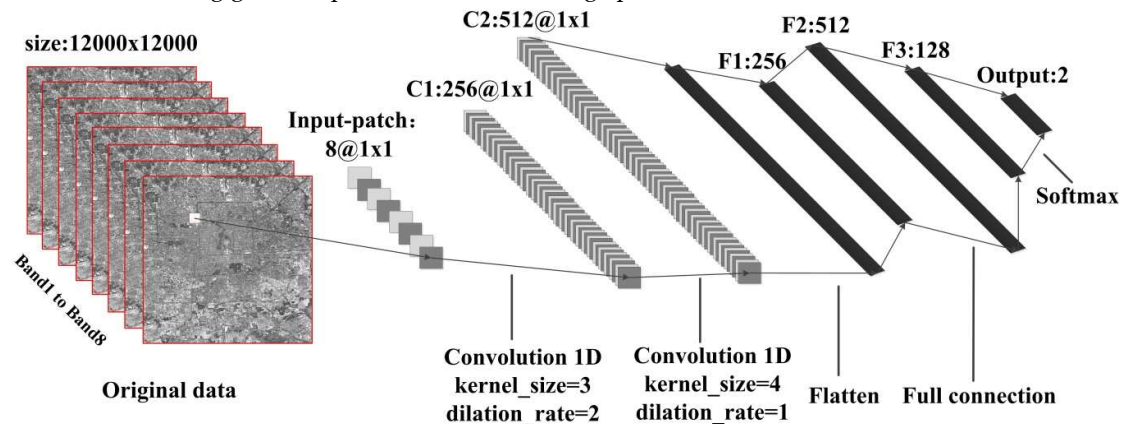 size:12000x12000
C2:512@1x1
F2:512
F1:256
F3:128
C1:256@1x1
Output:2
Input-patch:
8@1x1
Softmax
Band1 to Band8
Original data
Convolution 1D
kernel_size=3
dilation_rate=2
Convolution 1D
kernel_size=4
dilation_rate=1
Flatten
Full connection